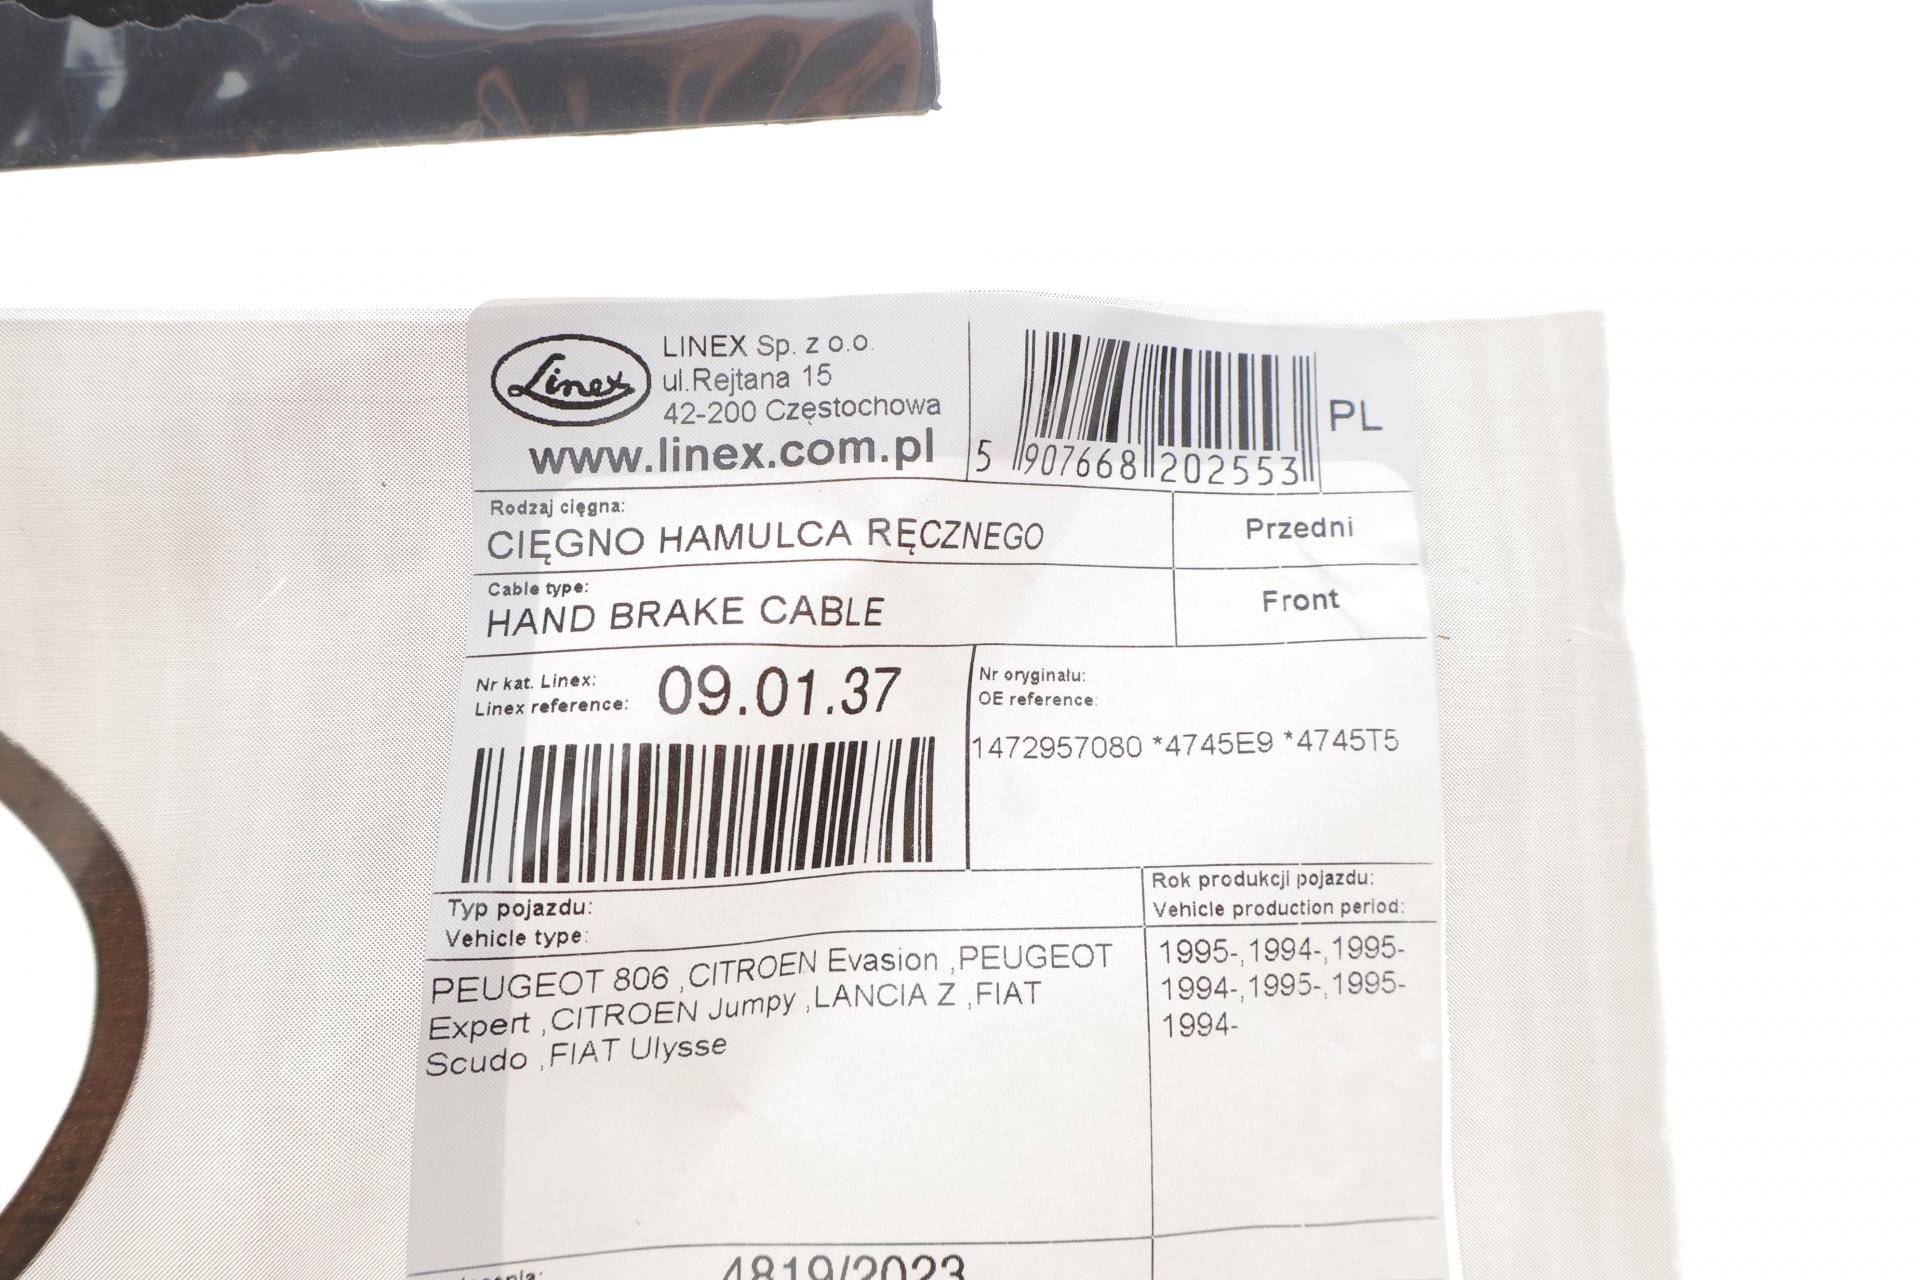 Linex
LINEX Sp. z o.o.
ul.Rejtana 15
42-200 Częstochowa
www.linex.com.pl
5 907668 202553
PL
Rodzaj cięgna:
CIĘGNO HAMULCA RĘCZNEGO
Przedni
Cable type:
HAND BRAKE CABLE
Front
Nr kat. Linex:
Linex reference:
09.01.37
Nr oryginału:
OE reference:
1472957080 *4745E9 *4745T5
Typ pojazdu:
Vehicle type:
Rok produkcji pojazdu:
Vehicle production period:
PEUGEOT 806 ,CITROEN Evasion ,PEUGEOT
Expert ,CITROEN Jumpy ,LANCIA Z ,FIAT
Scudo ,FIAT Ulysse
1995-,1994-,1995-
1994-,1995-,1995-
1994-
4819/2023